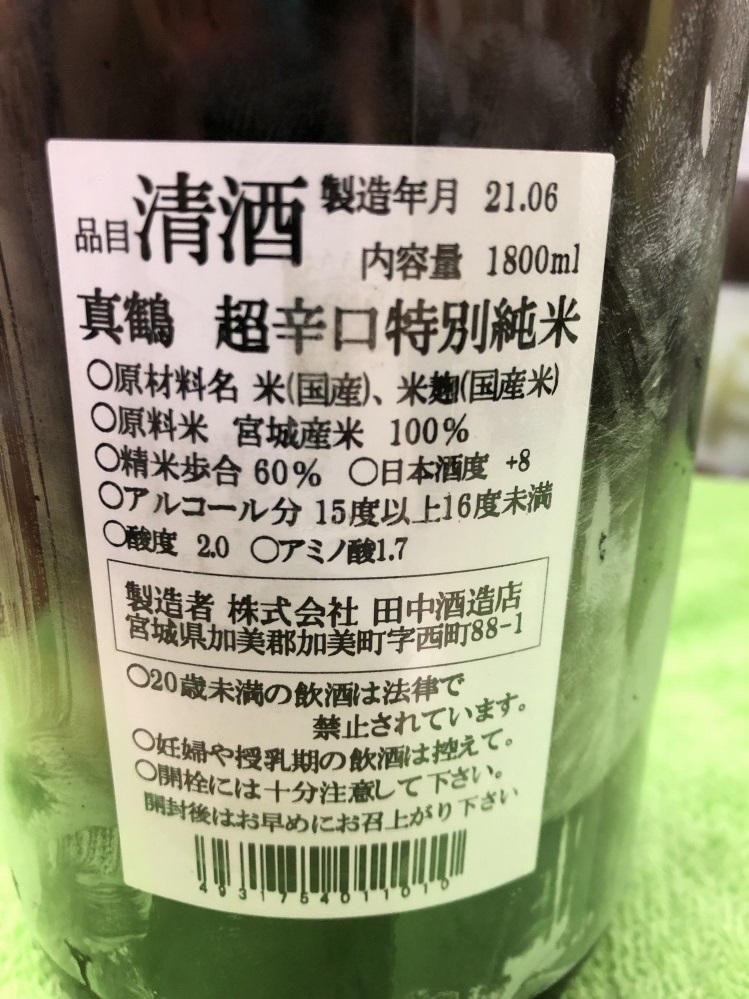 品目 清酒 製造年月 21.06
内容量 1800ml
真鶴 超辛口特別純米
○原材料名 米(国産)、米麹(国産米)
○原料米 宮城産米 100%
○精米歩合 60% ○日本酒度 +8
○アルコール分 15度以上16度未満
○酸度 2.0 ○アミノ酸1.7
製造者 株式会社 田中酒造店
宮城県加美郡加美町字西町88-1
○20歳未満の飲酒は法律で
禁止されています。
○妊婦や授乳期の飲酒は控えて。
○開栓には十分注意して下さい。
開封後はお早めにお召上がり下さい
4931754011010